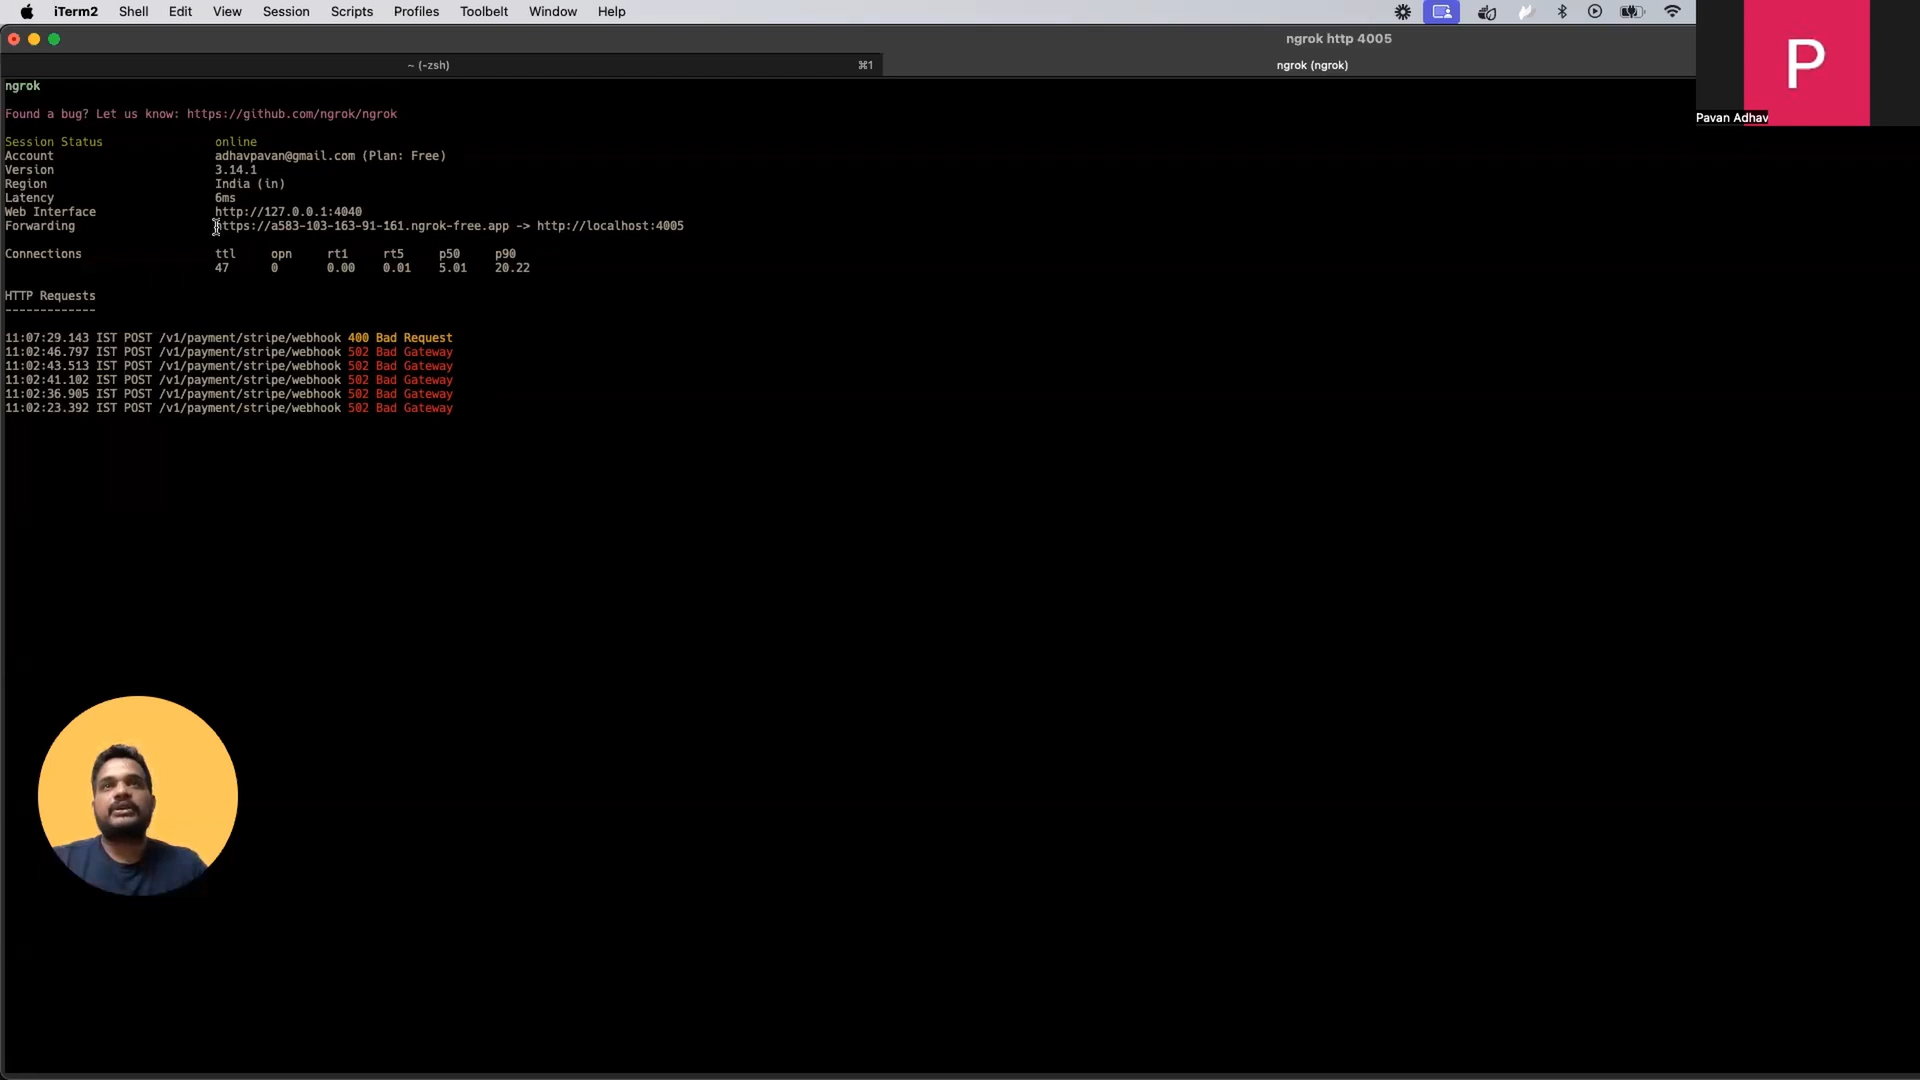 iTerm2 Shell Edit View Session Scripts Profiles Toolbelt Window Help
ngrok http 4005
~ (-zsh) ⌘1 ngrok (ngrok)
P
Pavan Adhav
ngrok
Found a bug? Let us know: https://github.com/ngrok/ngrok
Session Status online
Account adhavpavan@gmail.com (Plan: Free)
Version 3.14.1
Region India (in)
Latency 6ms
Web Interface http://127.0.0.1:4040
Forwarding https://a583-103-163-91-161.ngrok-free.app -> http://localhost:4005
Connections ttl opn rt1 rt5 p50 p90
47 0 0.00 0.01 5.01 20.22
HTTP Requests
-------------
11:07:29.143 IST POST /v1/payment/stripe/webhook 400 Bad Request
11:02:46.797 IST POST /v1/payment/stripe/webhook 502 Bad Gateway
11:02:43.513 IST POST /v1/payment/stripe/webhook 502 Bad Gateway
11:02:41.102 IST POST /v1/payment/stripe/webhook 502 Bad Gateway
11:02:36.905 IST POST /v1/payment/stripe/webhook 502 Bad Gateway
11:02:23.392 IST POST /v1/payment/stripe/webhook 502 Bad Gateway